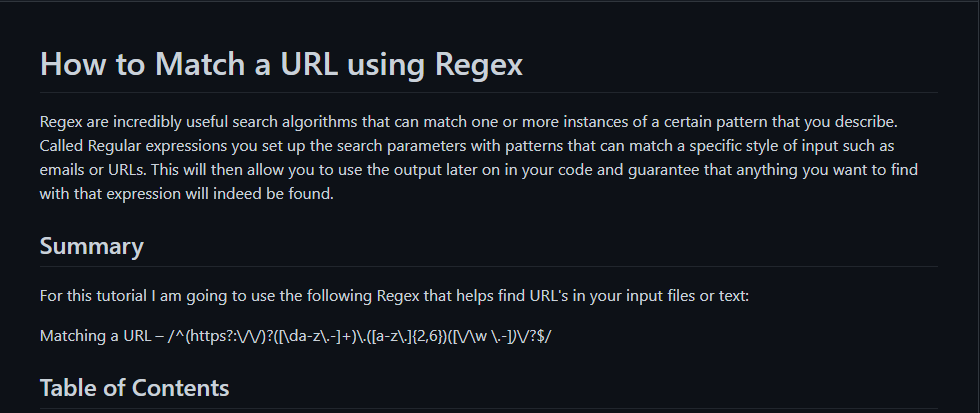 How to Match a URL using Regex
Regex are incredibly useful search algorithms that can match one or more instances of a certain pattern that you describe.
Called Regular expressions you set up the search parameters with patterns that can match a specific style of input such as
emails or URLs. This will then allow you to use the output later on in your code and guarantee that anything you want to find
with that expression will indeed be found.
Summary
For this tutorial I am going to use the following Regex that helps find URL's in your input files or text:
Matching a URL – /^(https?:\/\/)?([\da-z\.-]+)\.([a-z\.]{2,6})([\/\w \.-])\/?$/
Table of Contents